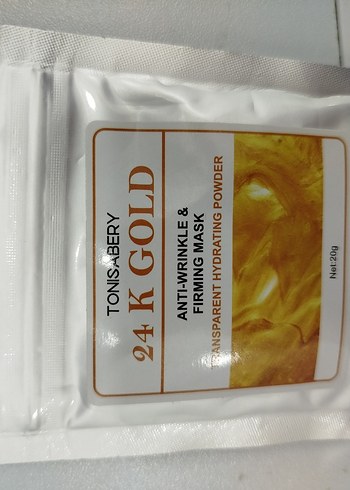 TONISABERY
24 K GOLD
ANTI-WRINKLE &
FIRMING MASK
TRANSPARENT HYDRATING POWDER
Net:20g